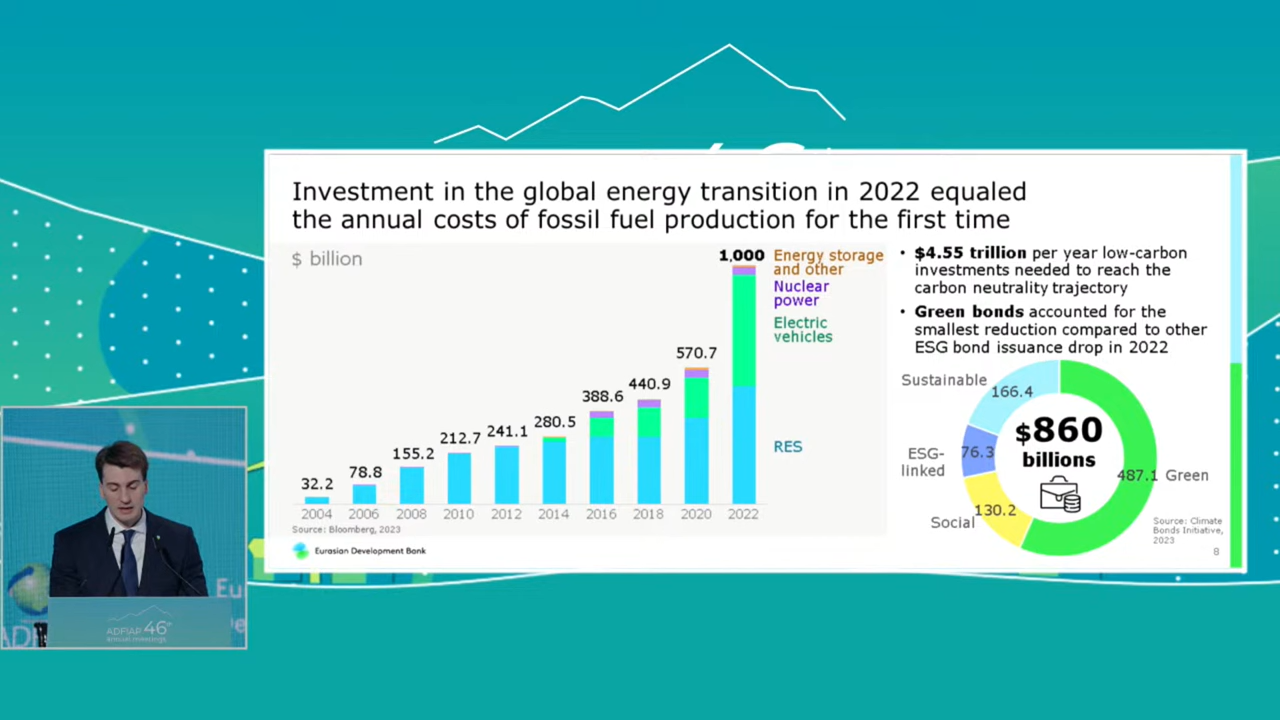 Investment in the global energy transition in 2022 equaled
the annual costs of fossil fuel production for the first time
$ billion
32.2
78.8
155.2
212.7
241.1
280.5
388.6
440.9
570.7
1,000
Energy storage
and other
Nuclear
power
Electric
vehicles
RES
2004
2006
2008
2010
2012
2014
2016
2018
2020
2022
Source: Bloomberg, 2023
Eurasian Development Bank
• $4.55 trillion per year low-carbon
investments needed to reach the
carbon neutrality trajectory
• Green bonds accounted for the
smallest reduction compared to other
ESG bond issuance drop in 2022
Sustainable
166.4
ESG-
linked
76.3
Social
130.2
$860
billions
487.1 Green
Source: Climate
Bonds Initiative,
2023
8
Eu
De
ADFIAP 46
annual meetings